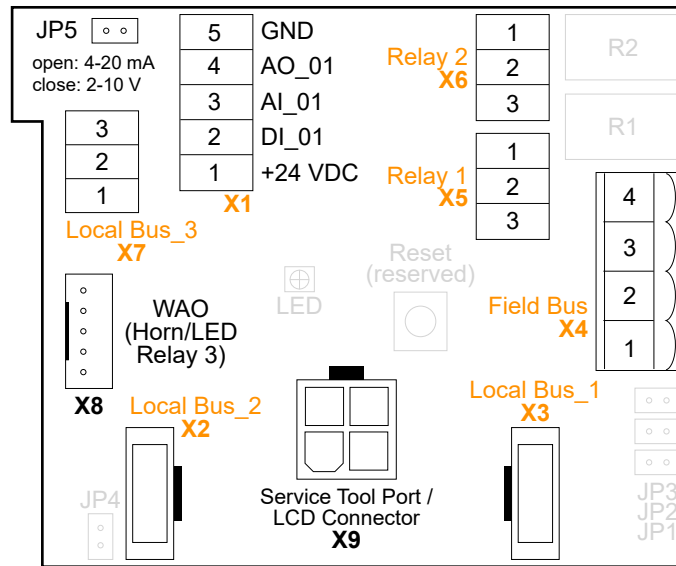 JP5
open: 4-20 mA
close: 2-10 V
5 GND
4 AO_01
3 AI_01
2 DI_01
1 +24 VDC
X1
Relay 2
X6
1
2
3
R2
R1
Relay 1
X5
1
2
3
3
2
1
Local Bus_3
X7
4
3
2
1
Field Bus
X4
LED
Reset
(reserved)
WAO
(Horn/LED
Relay 3)
X8
Local Bus_2
X2
Local Bus_1
X3
JP4
Service Tool Port /
LCD Connector
X9
JP3
JP2
JP1